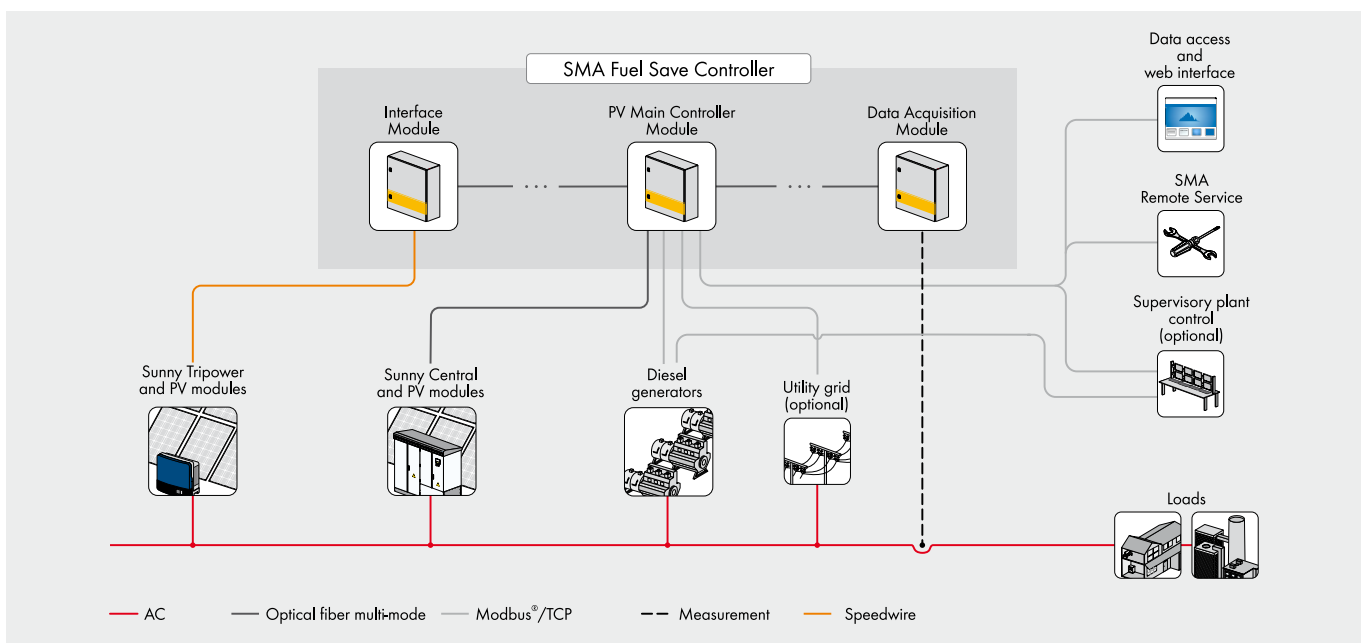 SMA Fuel Save Controller
Interface
Module
PV Main Controller
Module
Data Acquisition
Module
Data access
and
web interface
SMA
Remote Service
Supervisory plant
control
(optional)
Sunny Tripower
and PV modules
Sunny Central
and PV modules
Diesel
generators
Utility grid
(optional)
Loads
AC
Optical fiber multi-mode
Modbus®/TCP
Measurement
Speedwire